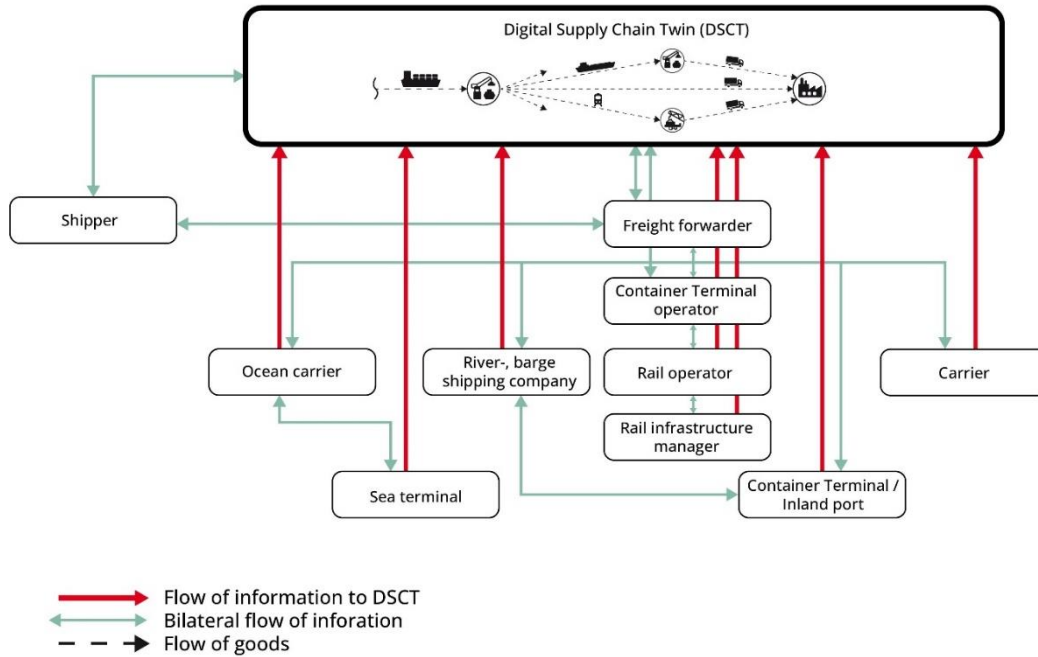 Digital Supply Chain Twin (DSCT)
Shipper
Freight forwarder
Container Terminal
operator
Ocean carrier
River-, barge
shipping company
Rail operator
Carrier
Rail infrastructure
manager
Sea terminal
Container Terminal /
Inland port
Flow of information to DSCT
Bilateral flow of inforation
Flow of goods